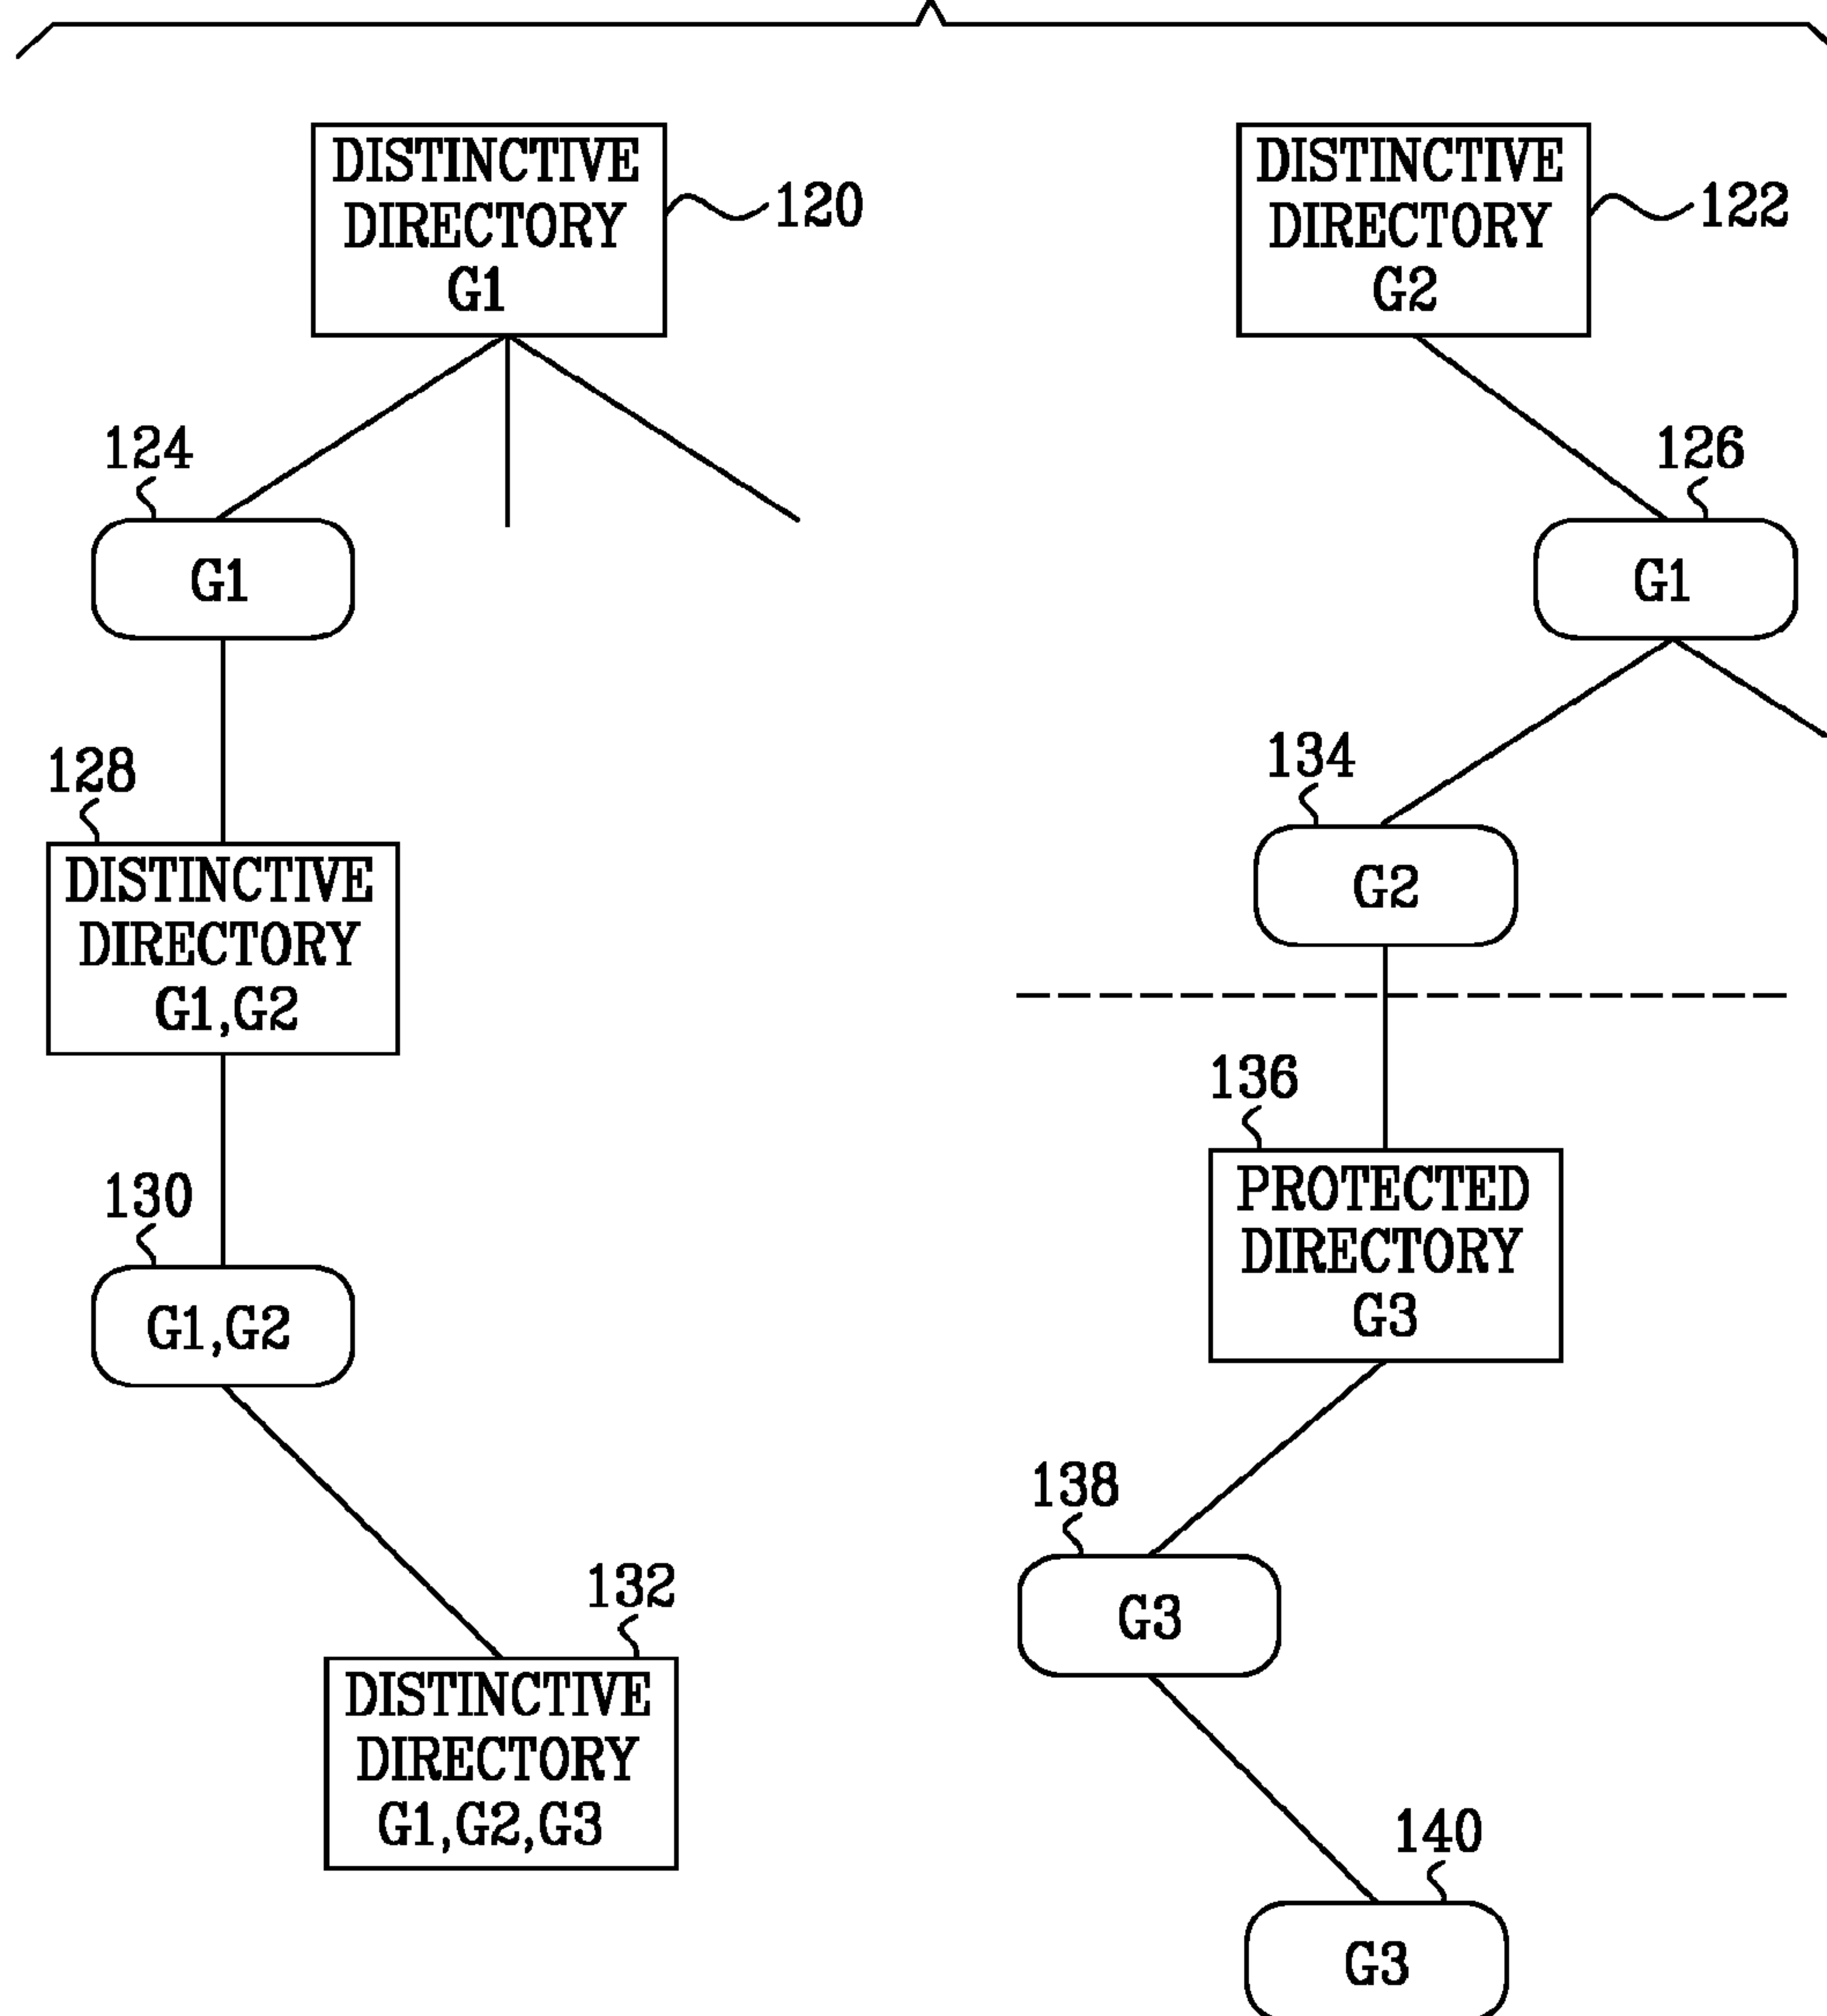 DISTINCTIVE
DIRECTORY
G1
120
DISTINCTIVE
DIRECTORY
G2
122
124
G1
126
G1
128
DISTINCTIVE
DIRECTORY
G1,G2
134
G2
130
G1,G2
136
PROTECTED
DIRECTORY
G3
132
DISTINCTIVE
DIRECTORY
G1,G2,G3
138
G3
140
G3